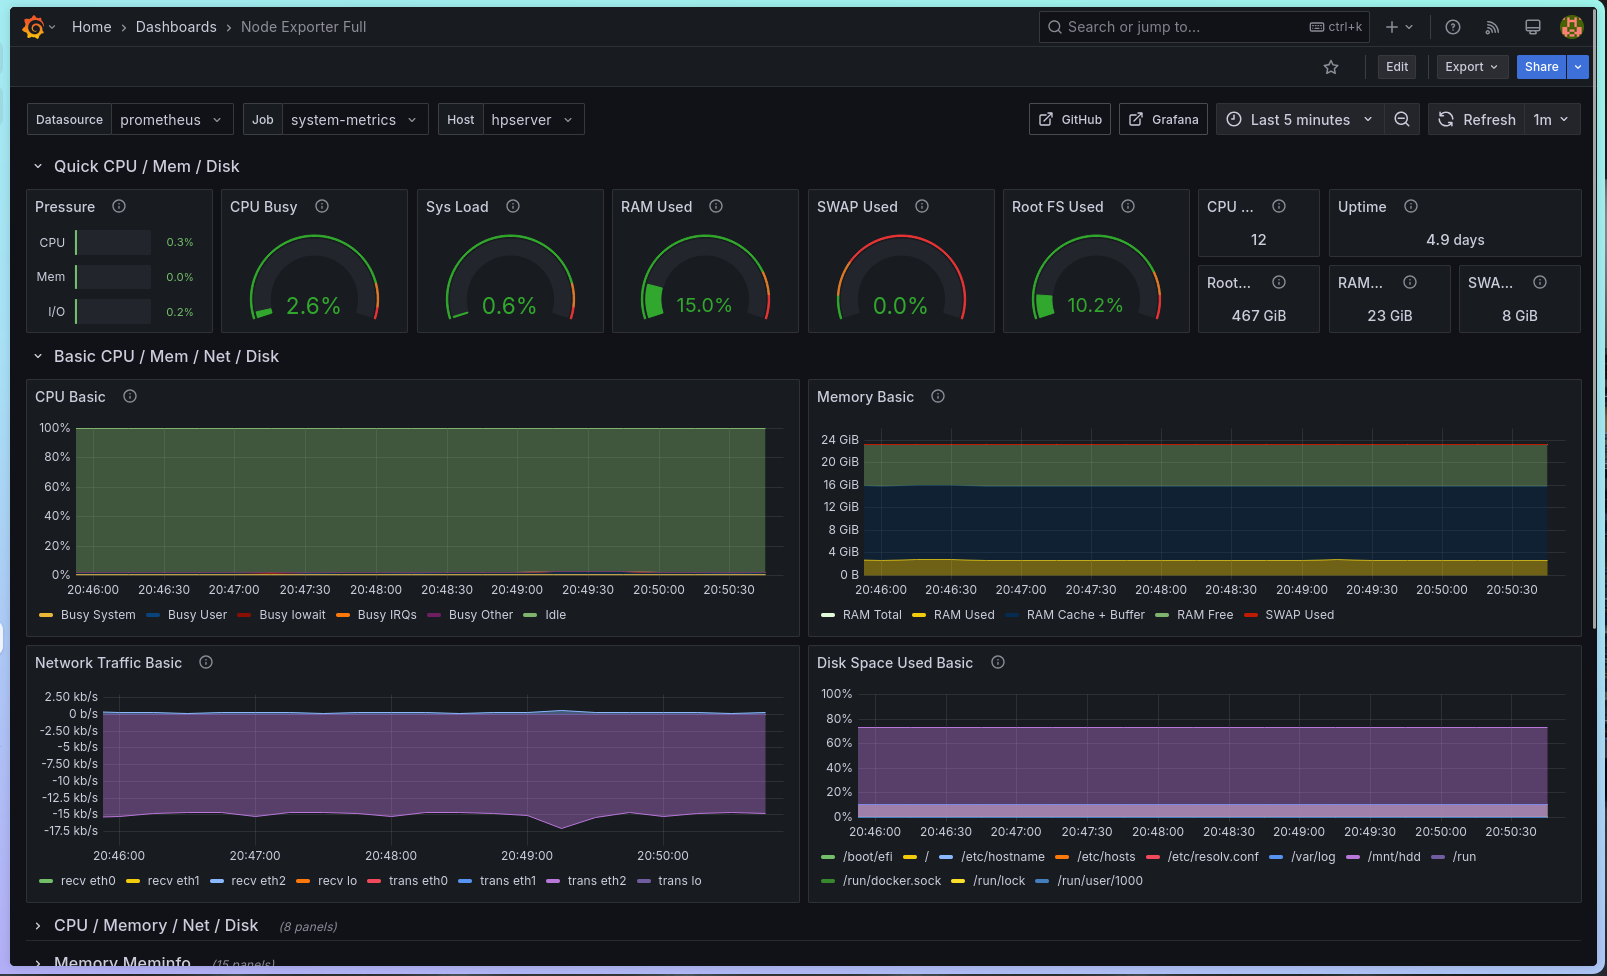 Home › Dashboards › Node Exporter Full
Search or jump to... ctrl+k
Edit Export Share
Datasource prometheus Job system-metrics Host hpserver GitHub Grafana Last 5 minutes Refresh 1m
Quick CPU / Mem / Disk
Pressure CPU Busy Sys Load RAM Used SWAP Used Root FS Used CPU ... Uptime
12 4.9 days
CPU 0.3%
Mem 0.0%
I/O 0.2%
2.6% 0.6% 15.0% 0.0% 10.2%
Root... RAM... SWA...
467 GiB 23 GiB 8 GiB
Basic CPU / Mem / Net / Disk
CPU Basic
100%
80%
60%
40%
20%
0%
20:46:00 20:46:30 20:47:00 20:47:30 20:48:00 20:48:30 20:49:00 20:49:30 20:50:00 20:50:30
Busy System Busy User Busy Iowait Busy IRQs Busy Other Idle
Memory Basic
24 GiB
20 GiB
16 GiB
12 GiB
8 GiB
4 GiB
0 B
20:46:00 20:46:30 20:47:00 20:47:30 20:48:00 20:48:30 20:49:00 20:49:30 20:50:00 20:50:30
RAM Total RAM Used RAM Cache + Buffer RAM Free SWAP Used
Network Traffic Basic
2.50 kb/s
0 b/s
-2.50 kb/s
-5 kb/s
-7.50 kb/s
-10 kb/s
-12.5 kb/s
-15 kb/s
-17.5 kb/s
20:46:00 20:47:00 20:48:00 20:49:00 20:50:00
recv eth0 recv eth1 recv eth2 recv lo trans eth0 trans eth1 trans eth2 trans lo
Disk Space Used Basic
100%
80%
60%
40%
20%
0%
20:46:00 20:46:30 20:47:00 20:47:30 20:48:00 20:48:30 20:49:00 20:49:30 20:50:00 20:50:30
/boot/efi / /etc/hostname /etc/hosts /etc/resolv.conf /var/log /mnt/hdd /run
/run/docker.sock /run/lock /run/user/1000
CPU / Memory / Net / Disk (8 panels)
Memory Meminfo (15 panels)